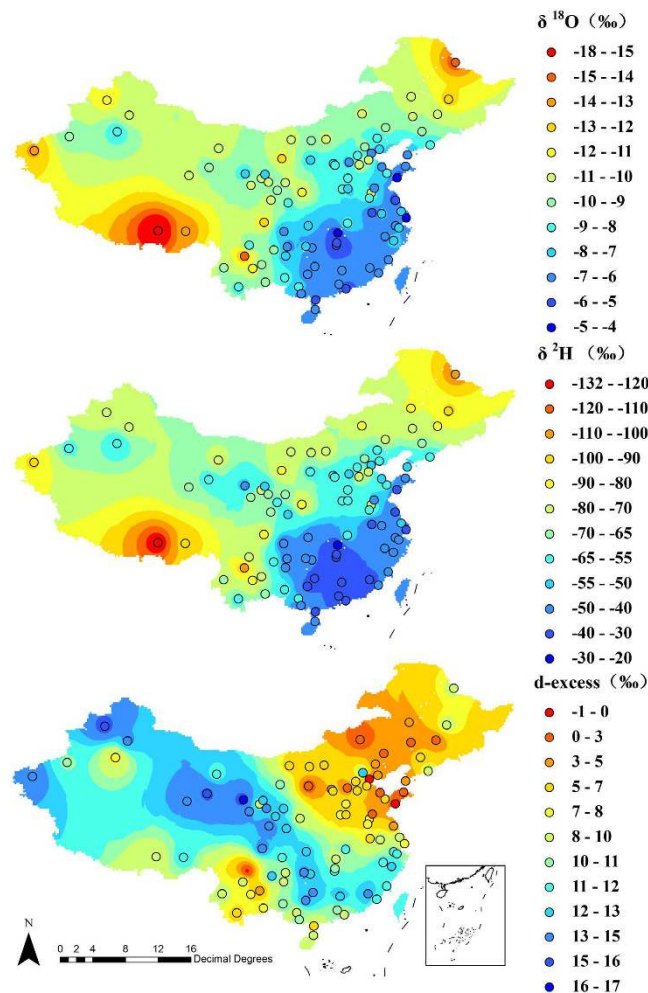 δ 18O (‰)
-18 - -15
-15 - -14
-14 - -13
-13 - -12
-12 - -11
-11 - -10
-10 - -9
-9 - -8
-8 - -7
-7 - -6
-6 - -5
-5 - -4
δ 2H (‰)
-132 - -120
-120 - -110
-110 - -100
-100 - -90
-90 - -80
-80 - -70
-70 - -65
-65 - -55
-55 - -50
-50 - -40
-40 - -30
-30 - -20
d-excess (‰)
-1 - 0
0 - 3
3 - 5
5 - 7
7 - 8
8 - 10
10 - 11
11 - 12
12 - 13
13 - 15
15 - 16
16 - 17
N
0 2 4 8 12 16
Decimal Degrees